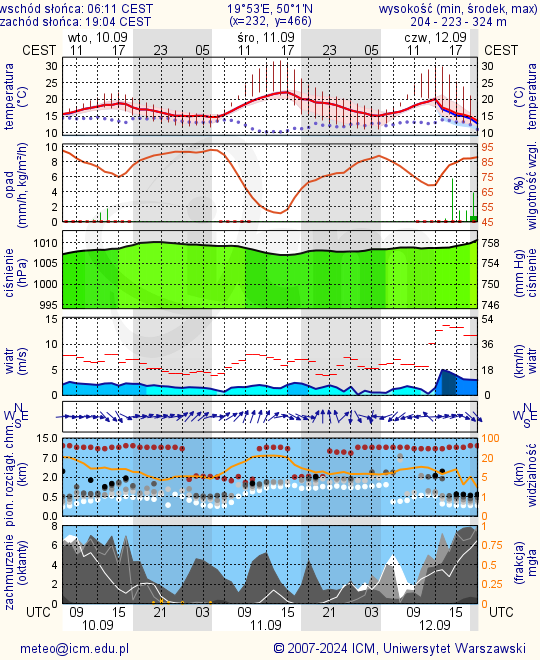 wschód słońca: 06:11 CEST 19°53'E, 50°1'N wysokość (min, środek, max)
zachód słońca: 19:04 CEST (x=232, y=466) 204 - 223 - 324 m
wto, 10.09 śro, 11.09 czw, 12.09
CEST 11 17 23 05 11 17 23 05 11 17 CEST
temperatura (°C) 30 25 20 15 10 30 25 20 15 10 (°C) temperatura
opad (mm/h, kg/m²/h) 10 8 6 4 2 0 95 85 75 65 55 45 (%) wilgotność wzgl.
ciśnienie (hPa) 1010 1005 1000 995 758 754 750 746 (mm Hg) ciśnienie
wiatr (m/s) 15 10 5 0 54 36 18 0 (km/h) wiatr
N W E S N W E S
pion. rozciągł. chm. (km) 15.0 7.0 2.0 0.5 0.0 100 20 5 1 0 (km) widzialność
zachmurzenie (oktanty) 8 6 4 2 0 1 0.75 0.5 0.25 0 (frakcja) mgła
UTC 09 15 21 03 09 15 21 03 09 15 UTC
10.09 11.09 12.09
meteo@icm.edu.pl © 2007-2024 ICM, Uniwersytet Warszawski